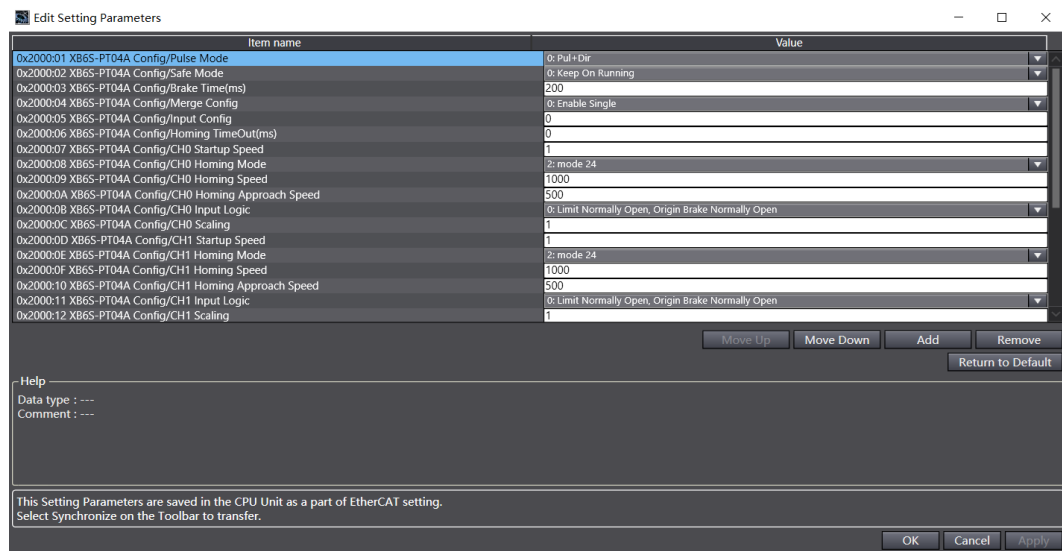 Edit Setting Parameters
Item name Value
0x2000:01 XB6S-PT04A Config/Pulse Mode 0: Pul+Dir
0x2000:02 XB6S-PT04A Config/Safe Mode 0: Keep On Running
0x2000:03 XB6S-PT04A Config/Brake Time(ms) 200
0x2000:04 XB6S-PT04A Config/Merge Config 0: Enable Single
0x2000:05 XB6S-PT04A Config/Input Config 0
0x2000:06 XB6S-PT04A Config/Homing TimeOut(ms) 0
0x2000:07 XB6S-PT04A Config/CH0 Startup Speed 1
0x2000:08 XB6S-PT04A Config/CH0 Homing Mode 2: mode 24
0x2000:09 XB6S-PT04A Config/CH0 Homing Speed 1000
0x2000:0A XB6S-PT04A Config/CH0 Homing Approach Speed 500
0x2000:0B XB6S-PT04A Config/CH0 Input Logic 0: Limit Normally Open, Origin Brake Normally Open
0x2000:0C XB6S-PT04A Config/CH0 Scaling 1
0x2000:0D XB6S-PT04A Config/CH1 Startup Speed 1
0x2000:0E XB6S-PT04A Config/CH1 Homing Mode 2: mode 24
0x2000:0F XB6S-PT04A Config/CH1 Homing Speed 1000
0x2000:10 XB6S-PT04A Config/CH1 Homing Approach Speed 500
0x2000:11 XB6S-PT04A Config/CH1 Input Logic 0: Limit Normally Open, Origin Brake Normally Open
0x2000:12 XB6S-PT04A Config/CH1 Scaling 1
Move Up Move Down Add Remove
Return to Default
Help
Data type : ---
Comment : ---
This Setting Parameters are saved in the CPU Unit as a part of EtherCAT setting.
Select Synchronize on the Toolbar to transfer.
OK Cancel Apply